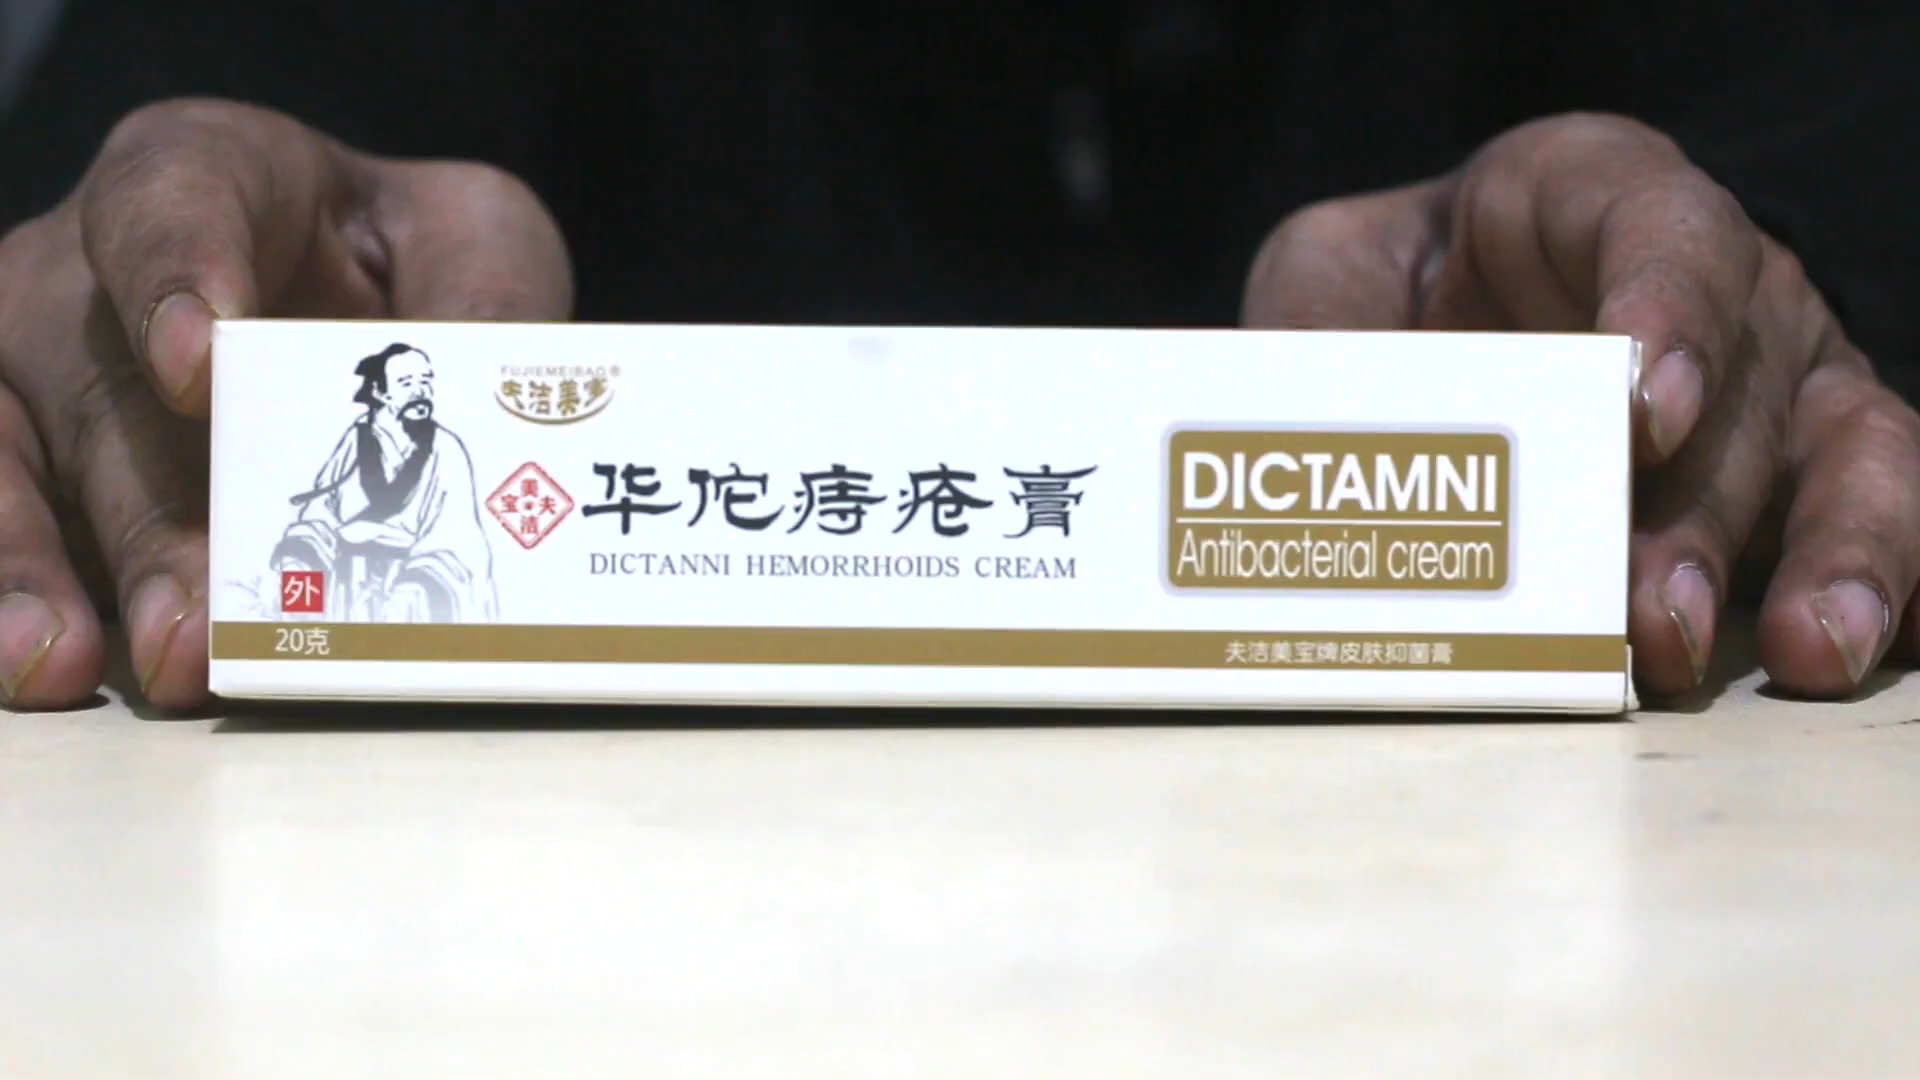 FUJIEMEIBAO®
夫洁美宝
美
宝 夫
洁
华佗痔疮膏
DICTANNI HEMORRHOIDS CREAM
DICTAMNI
Antibacterial cream
外
20克
夫洁美宝牌皮肤抑菌膏